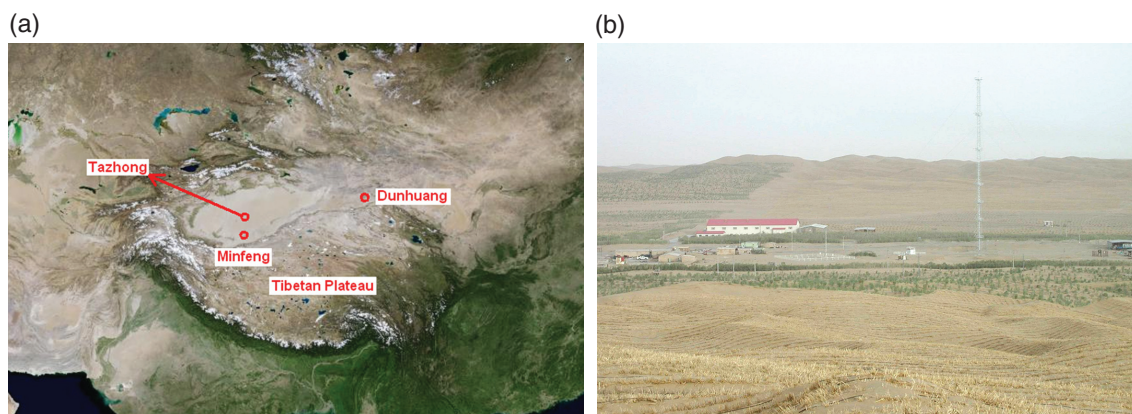 (a)
(b)
Tazhong
Dunhuang
Minfeng
Tibetan Plateau